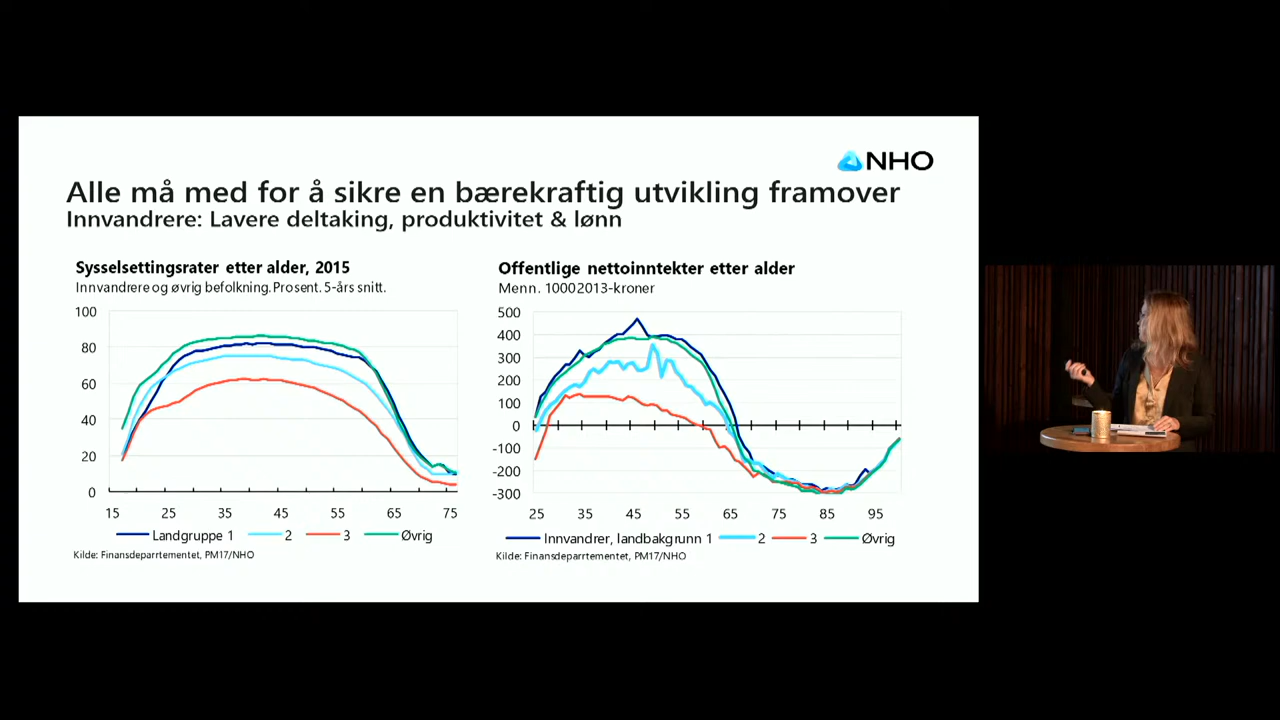 NHO
Alle må med for å sikre en bærekraftig utvikling framover
Innvandrere: Lavere deltaking, produktivitet & lønn
Sysselsettingsrater etter alder, 2015
Innvandrere og øvrig befolkning. Prosent. 5-års snitt.
100
80
60
40
20
0
15 25 35 45 55 65 75
Landgruppe 1 2 3 Øvrig
Kilde: Finansdeparrtementet, PM17/NHO
Offentlige nettoinntekter etter alder
Menn. 10002013-kroner
500
400
300
200
100
0
-100
-200
-300
25 35 45 55 65 75 85 95
Innvandrer, landbakgrunn 1 2 3 Øvrig
Kilde: Finansdeparrtementet, PM17/NHO